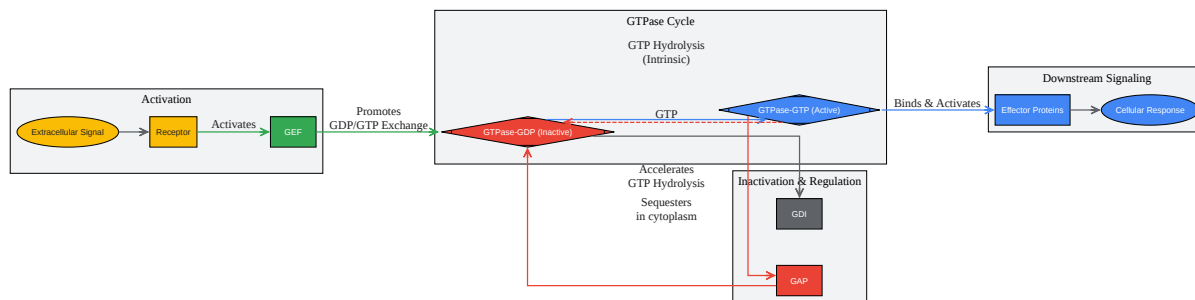 GTPase Cycle
GTP Hydrolysis
(Intrinsic)
Activation
Extracellular Signal
Receptor
Activates
GEF
Promotes
GDP/GTP Exchange
GTPase-GDP (Inactive)
GTP
GTPase-GTP (Active)
Binds & Activates
Downstream Signaling
Effector Proteins
Cellular Response
Accelerates
GTP Hydrolysis
Sequesters
in cytoplasm
Inactivation & Regulation
GDI
GAP